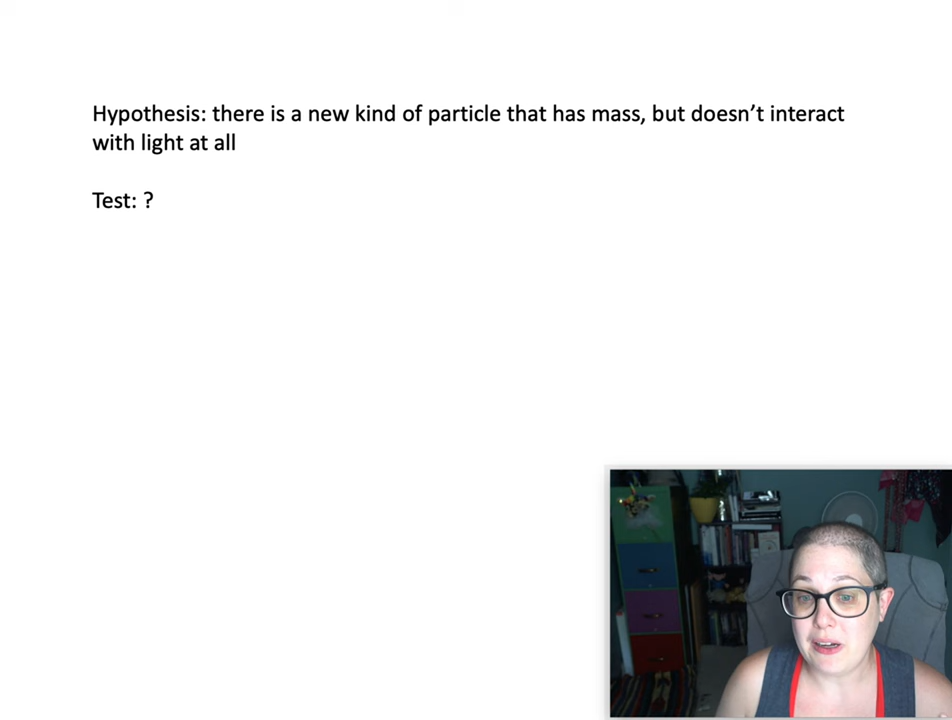 Hypothesis: there is a new kind of particle that has mass, but doesn’t interact
with light at all
Test: ?